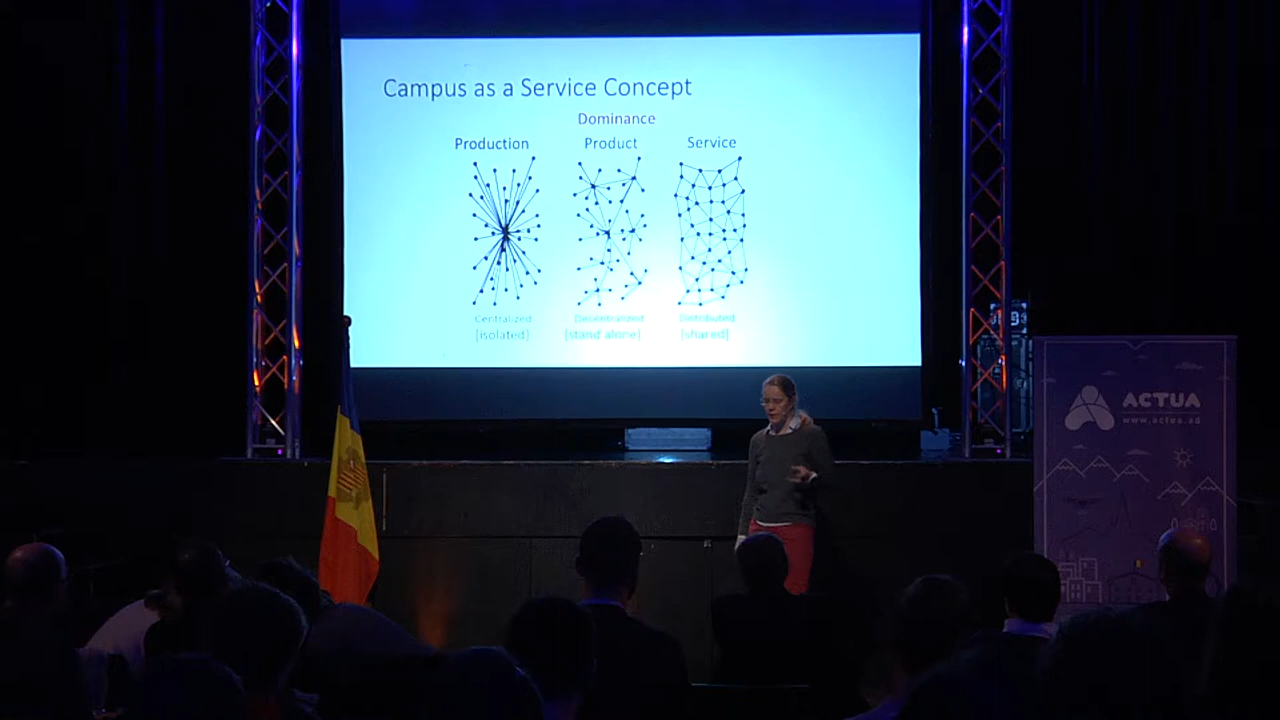 Campus as a Service Concept
Dominance
Production Product Service
Centralized Decentralized Distributed
[isolated] [stand alone] [shared]
ACTUA
www.actua.ad